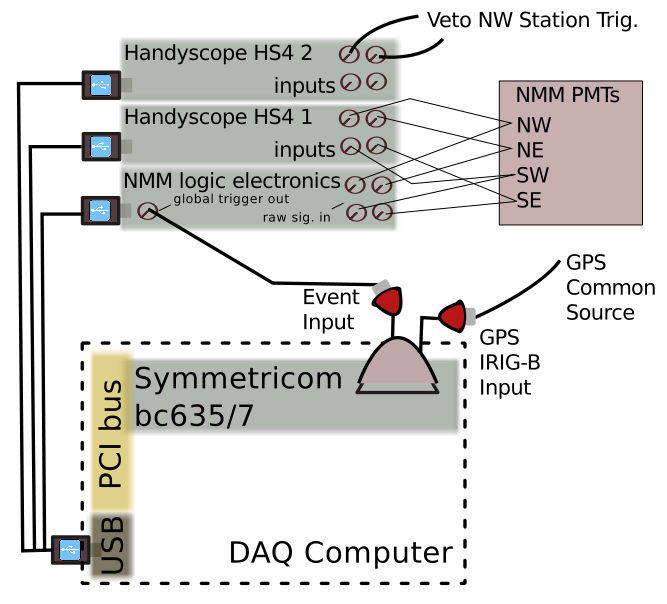 Veto NW Station Trig.
Handyscope HS4 2
inputs
Handyscope HS4 1
inputs
NMM logic electronics
global trigger out
raw sig. in
NMM PMTs
NW
NE
SW
SE
GPS
Common
Source
Event
Input
GPS
IRIG-B
Input
Symmetricom
bc635/7
PCI bus
USB
DAQ Computer